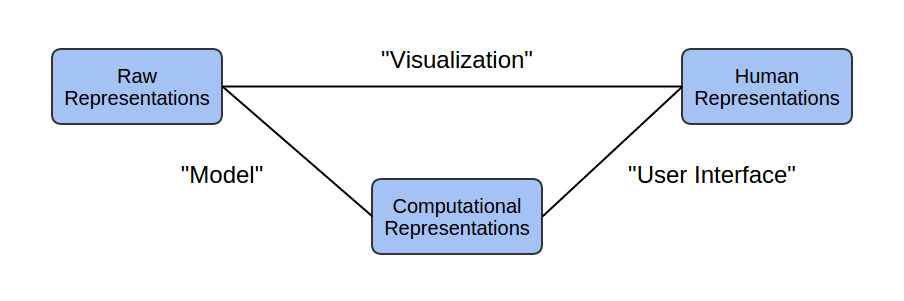 "Visualization"
Raw
Representations
Human
Representations
"Model"
"User Interface"
Computational
Representations